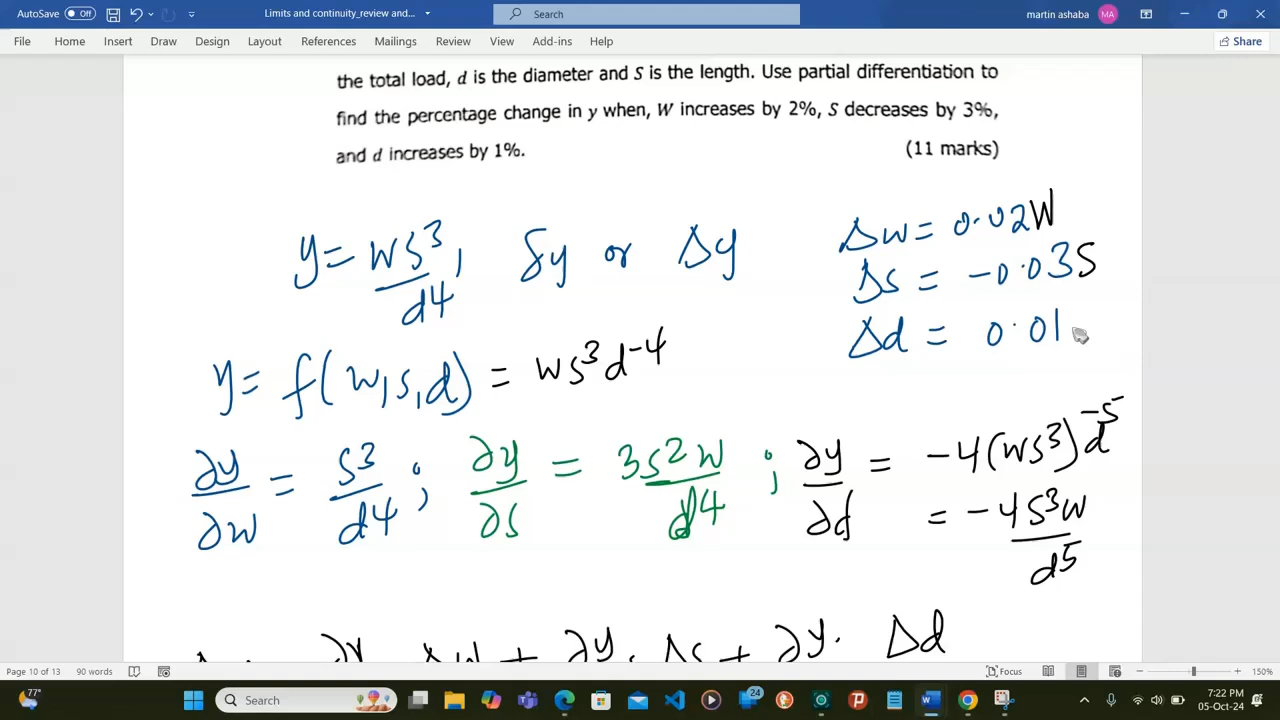 AutoSave Off Limits and continuity_review and... Search martin ashaba MA
File Home Insert Draw Design Layout References Mailings Review View Add-ins Help Share
the total load, d is the diameter and S is the length. Use partial differentiation to
find the percentage change in y when, W increases by 2%, S decreases by 3%,
and d increases by 1%. (11 marks)
y = ws³/d4, δy or Δy
Δw = 0.02W
Δs = -0.03S
Δd = 0.01
y = f(w,s,d) = ws³d⁻⁴
∂y/∂w = s³/d4 ; ∂y/∂s = 3s²w/d4 ; ∂y/∂d = -4(ws³)d⁻⁵
= -4s³w/d⁵
∂y Δw + ∂y. Δs + ∂y. Δd
Page 10 of 13 90 words Focus 150%
77° Search 24 7:22 PM
05-Oct-24